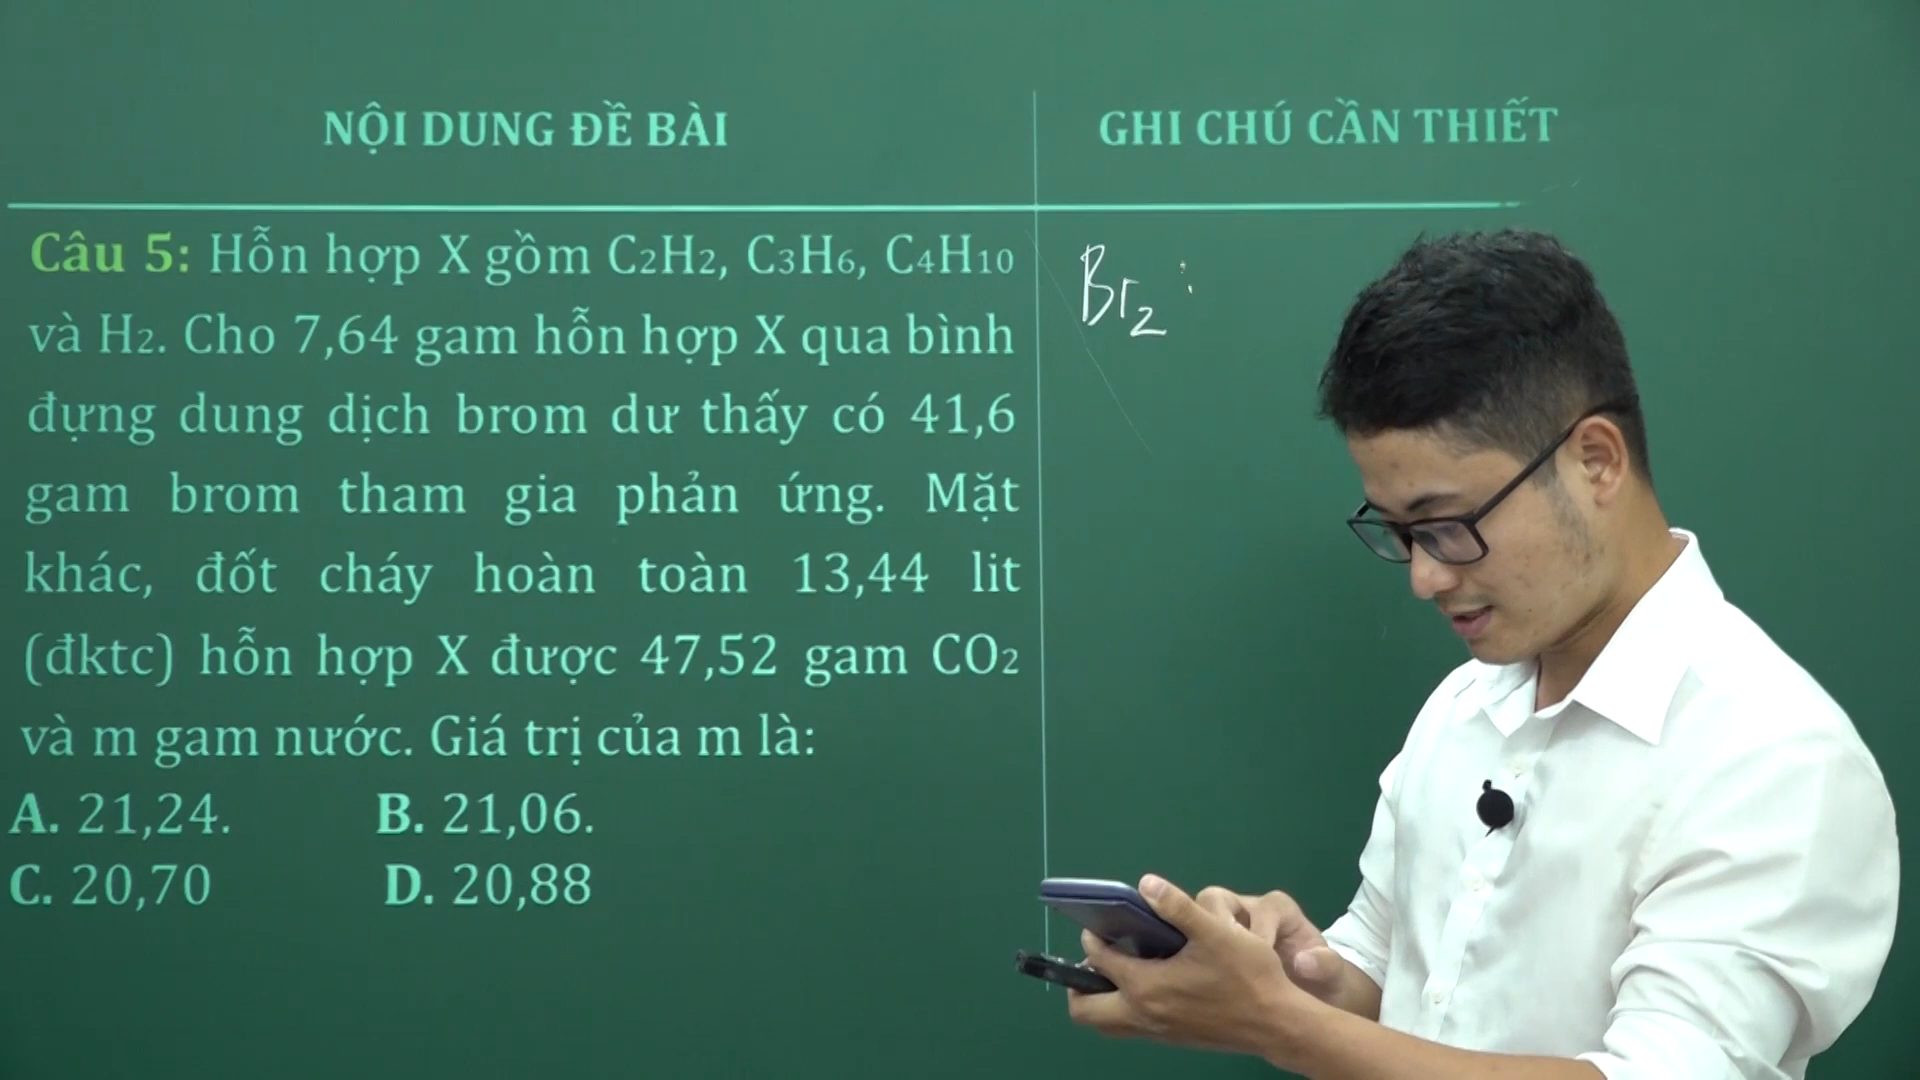 NỘI DUNG ĐỀ BÀI
GHI CHÚ CẦN THIẾT
Câu 5: Hỗn hợp X gồm C2H2, C3H6, C4H10
và H2. Cho 7,64 gam hỗn hợp X qua bình
đựng dung dịch brom dư thấy có 41,6
gam brom tham gia phản ứng. Mặt
khác, đốt cháy hoàn toàn 13,44 lit
(đktc) hỗn hợp X được 47,52 gam CO2
và m gam nước. Giá trị của m là:
A. 21,24. B. 21,06.
C. 20,70 D. 20,88
Br2 :